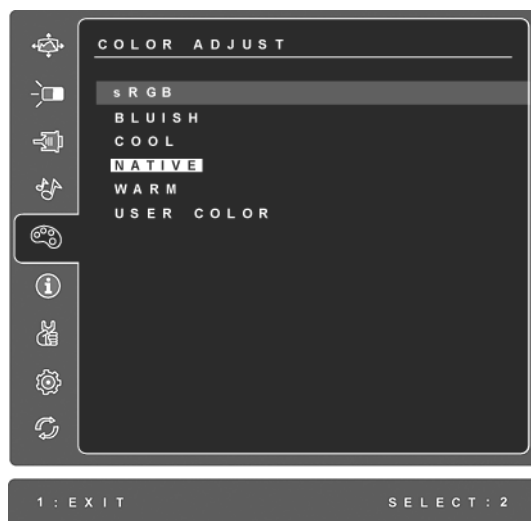 COLOR ADJUST
sRGB
BLUISH
COOL
NATIVE
WARM
USER COLOR
1:EXIT
SELECT:2